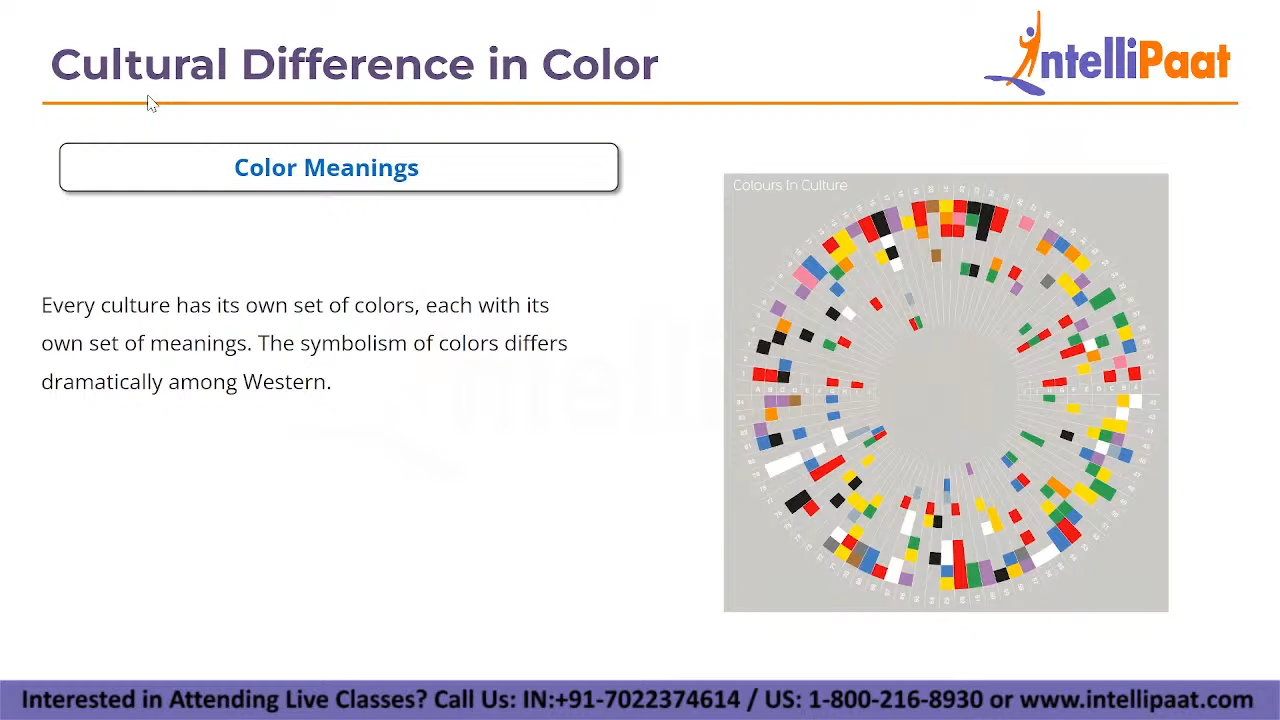 Cultural Difference in Color
IntelliPaat
Color Meanings
Colours In Culture
Every culture has its own set of colors, each with its
own set of meanings. The symbolism of colors differs
dramatically among Western.
Interested in Attending Live Classes? Call Us: IN:+91-7022374614 / US: 1-800-216-8930 or www.intellipaat.com